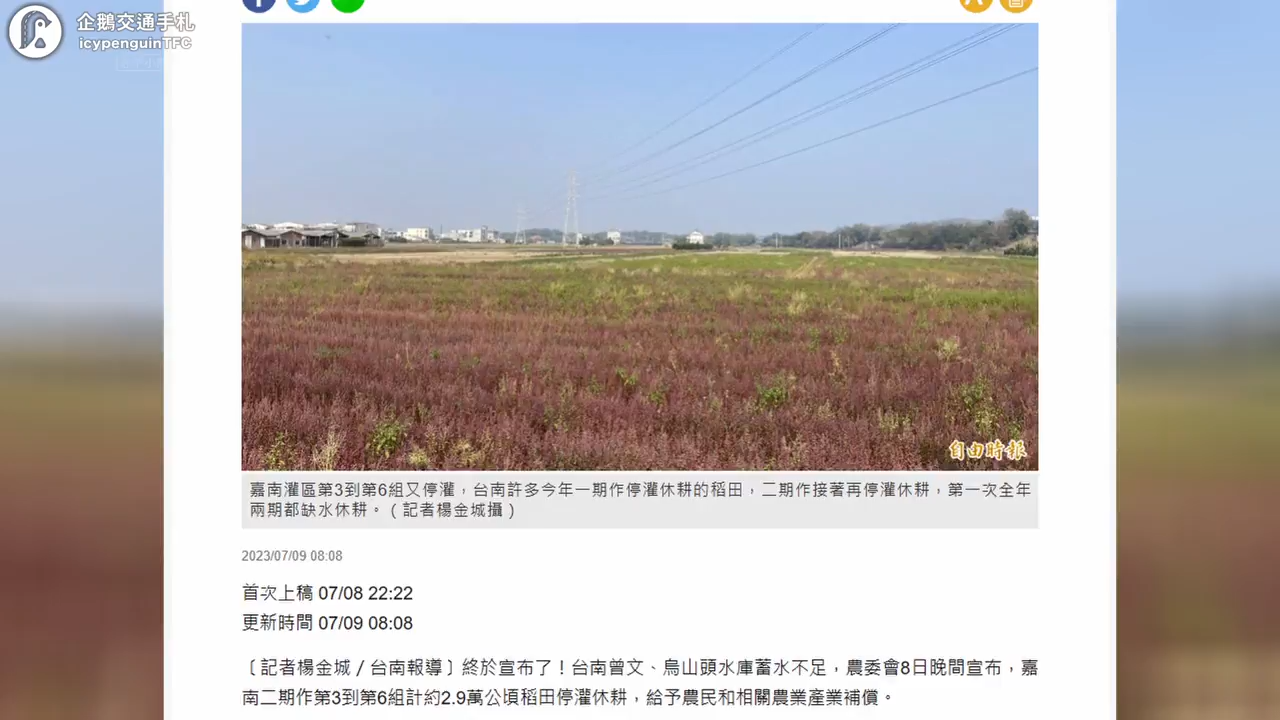 企鵝交通手札
icypenguinTFC
自由時報
嘉南灌區第3到第6組又停灌，台南許多今年一期作停灌休耕的稻田，二期作接著再停灌休耕，第一次全年
兩期都缺水休耕。（記者楊金城攝）
2023/07/09 08:08
首次上稿 07/08 22:22
更新時間 07/09 08:08
〔記者楊金城／台南報導〕終於宣布了！台南曾文、烏山頭水庫蓄水不足，農委會8日晚間宣布，嘉
南二期作第3到第6組計約2.9萬公頃稻田停灌休耕，給予農民和相關農業產業補償。